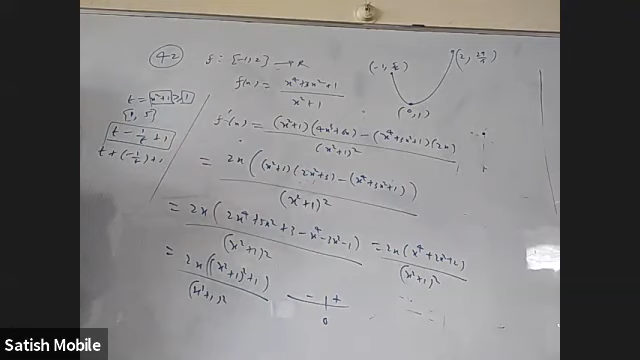 42 f : [-1, 2] → R
f(x) = x⁴+3x²+1 / x²+1
(-1, 5/2)
(2, 29/5)
(0, 1)
t = x²+1 ≥ 1
[1, 5]
t - 1/t + 1
t + (-1/t) + 1
f'(x) = (x²+1)(4x³+6x) - (x⁴+3x²+1)(2x) / (x²+1)²
= 2x((x²+1)(2x²+3) - (x⁴+3x²+1)) / (x²+1)²
= 2x(2x⁴+5x²+3-x⁴-3x²-1) / (x²+1)² = 2x(x⁴+2x²+2) / (x²+1)²
= 2x((x²+1)²+1) / (x²+1)²
- +
0
Satish Mobile